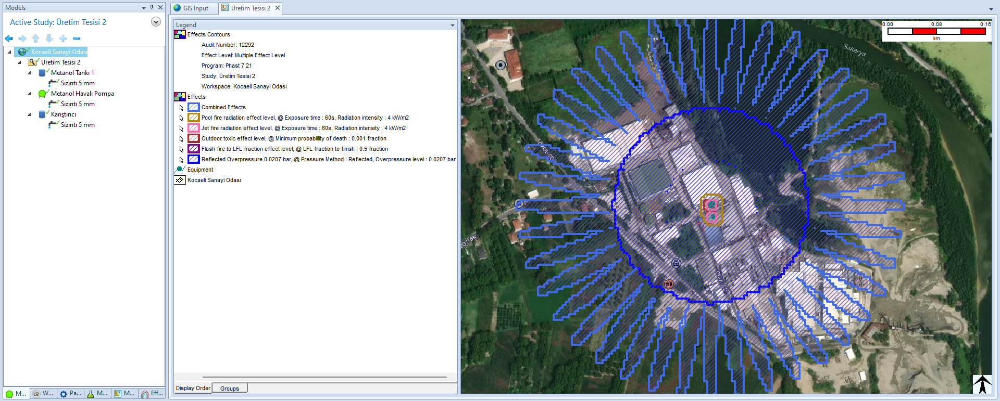 Models
Active Study: Üretim Tesisi 2
Kocaeli Sanayi Odası
Üretim Tesisi 2
Metanol Tankı 1
Sızıntı 5 mm
Metanol Havalı Pompa
Sızıntı 5 mm
Karıştırıcı
Sızıntı 5 mm
M...
W...
Pa...
M...
M...
Eff...
GIS Input
Üretim Tesisi 2
Legend
Effects Contours
Audit Number: 12292
Effect Level: Multiple Effect Level
Program: Phast 7.21
Study: Üretim Tesisi 2
Workspace: Kocaeli Sanayi Odası
Effects
Combined Effects
Pool fire radiation effect level, @ Exposure time : 60s, Radiation intensity : 4 kW/m2
Jet fire radiation effect level, @ Exposure time : 60s, Radiation intensity : 4 kW/m2
Outdoor toxic effect level, @ Minimum probablility of death : 0.001 fraction
Flash fire to LFL fraction effect level, @ LFL fraction to finish : 0.5 fraction
Reflected Overpressure 0.0207 bar, @ Pressure Method : Reflected, Overpressure level : 0.0207 bar
Equipment
Kocaeli Sanayi Odası
Display Order
Groups
0.00 0.08 0.16
km
Sakarya
207. SK.